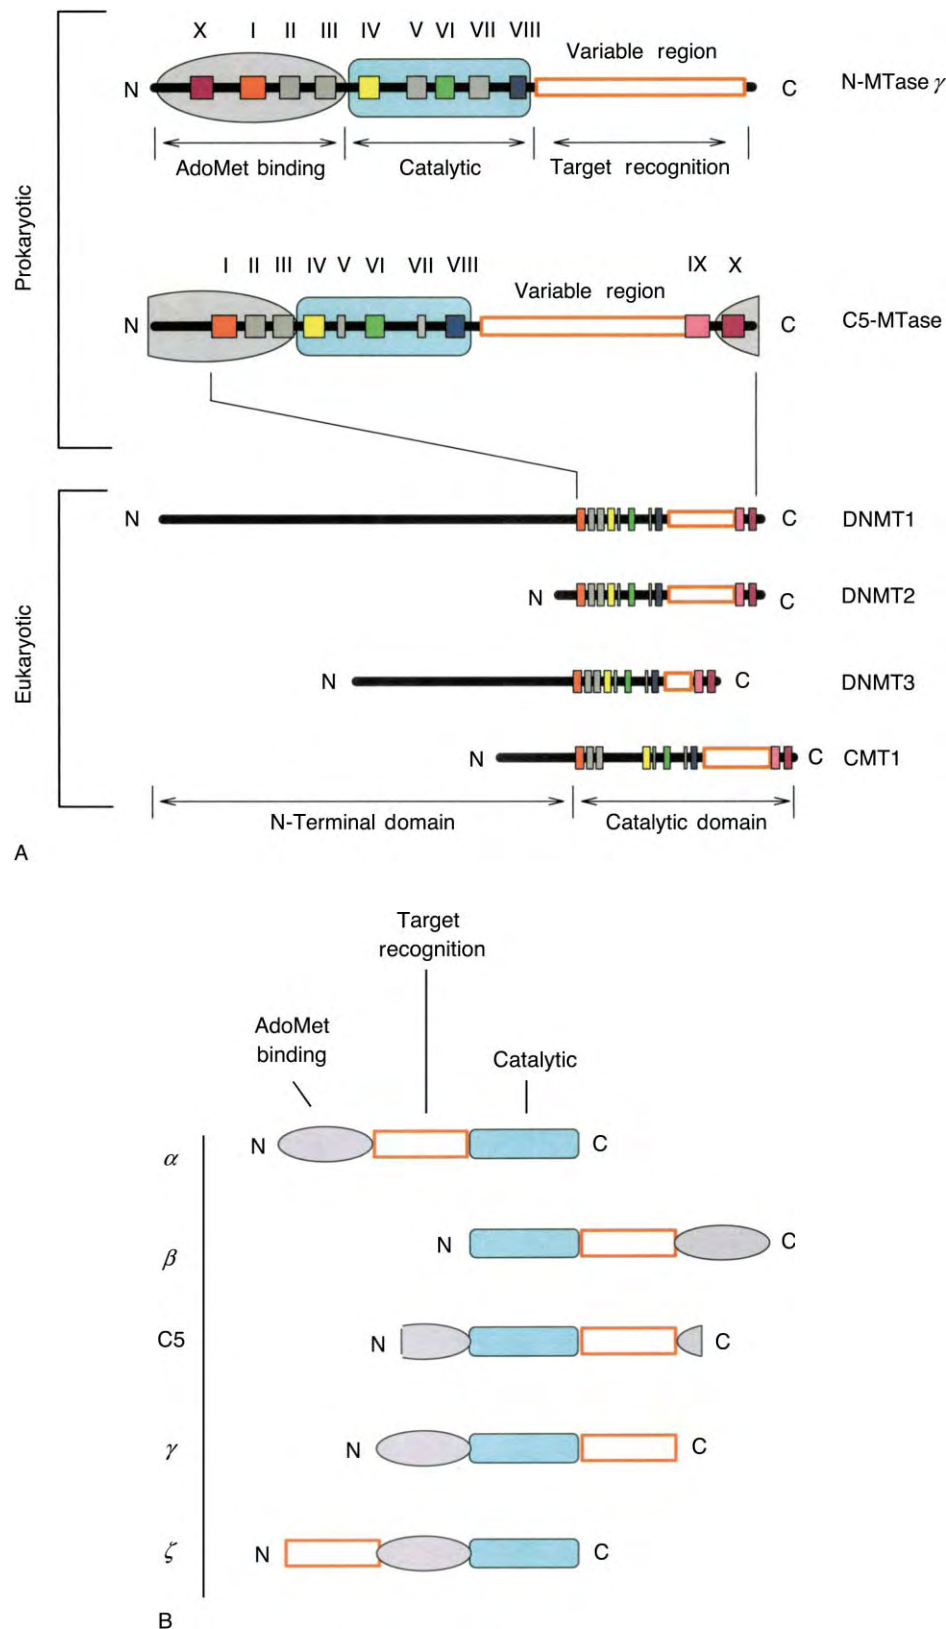 X I II III IV V VI VII VIII
Variable region
N C N-MTase γ
AdoMet binding Catalytic Target recognition
Prokaryotic
I II III IV V VI VII VIII IX X
Variable region
N C C5-MTase
Eukaryotic
N C DNMT1
N C DNMT2
N C DNMT3
N C CMT1
N-Terminal domain Catalytic domain
A
Target
recognition
AdoMet
binding
Catalytic
α N C
β N C
C5 N C
γ N C
ζ N C
B